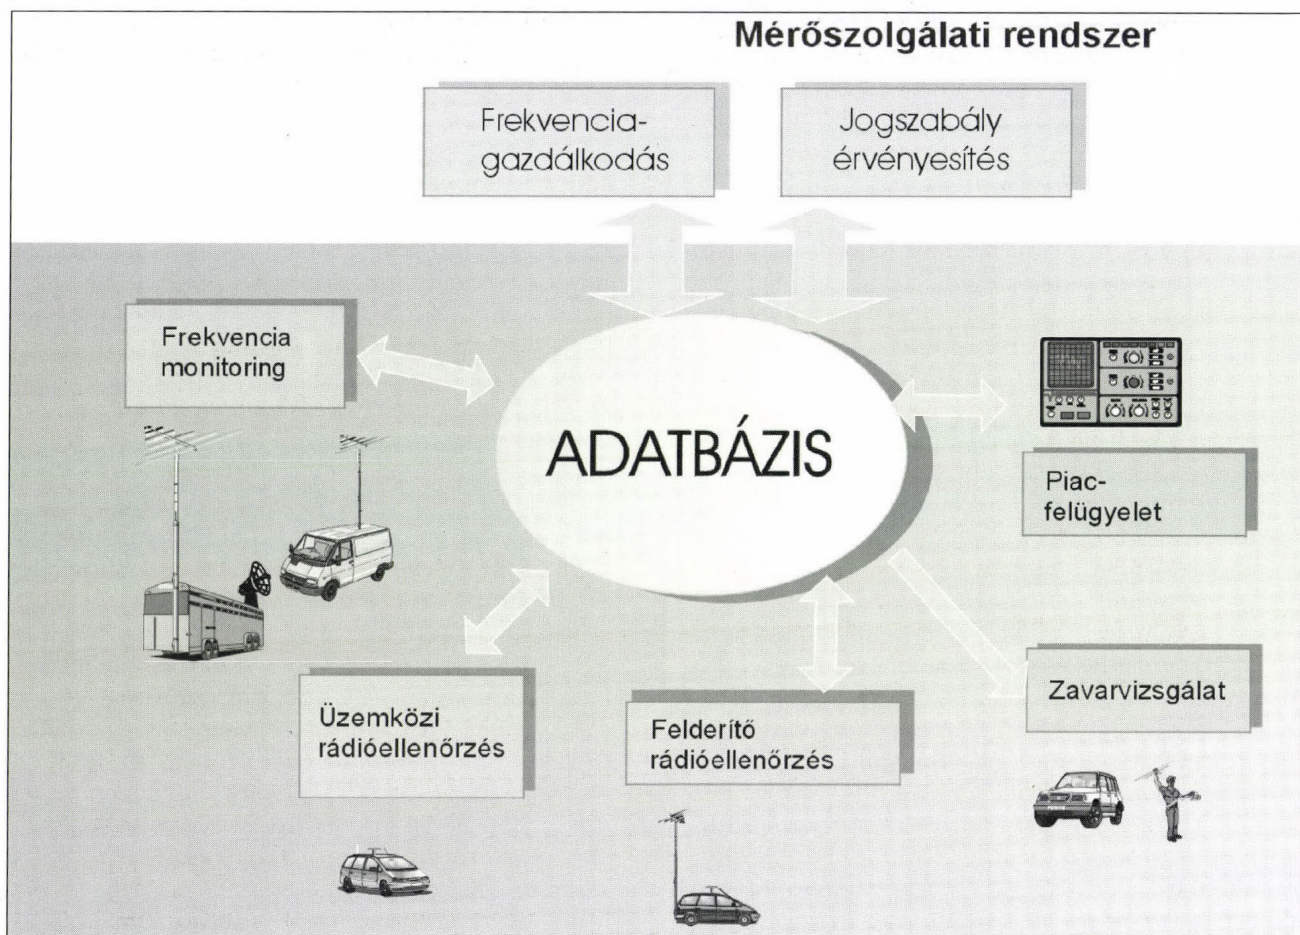 Mérőszolgálati rendszer
Frekvencia-
gazdálkodás
Jogszabály
érvényesítés
Frekvencia
monitoring
ADATBÁZIS
Piac-
felügyelet
Üzemközi
rádióellenőrzés
Felderítő
rádióellenőrzés
Zavarvizsgálat